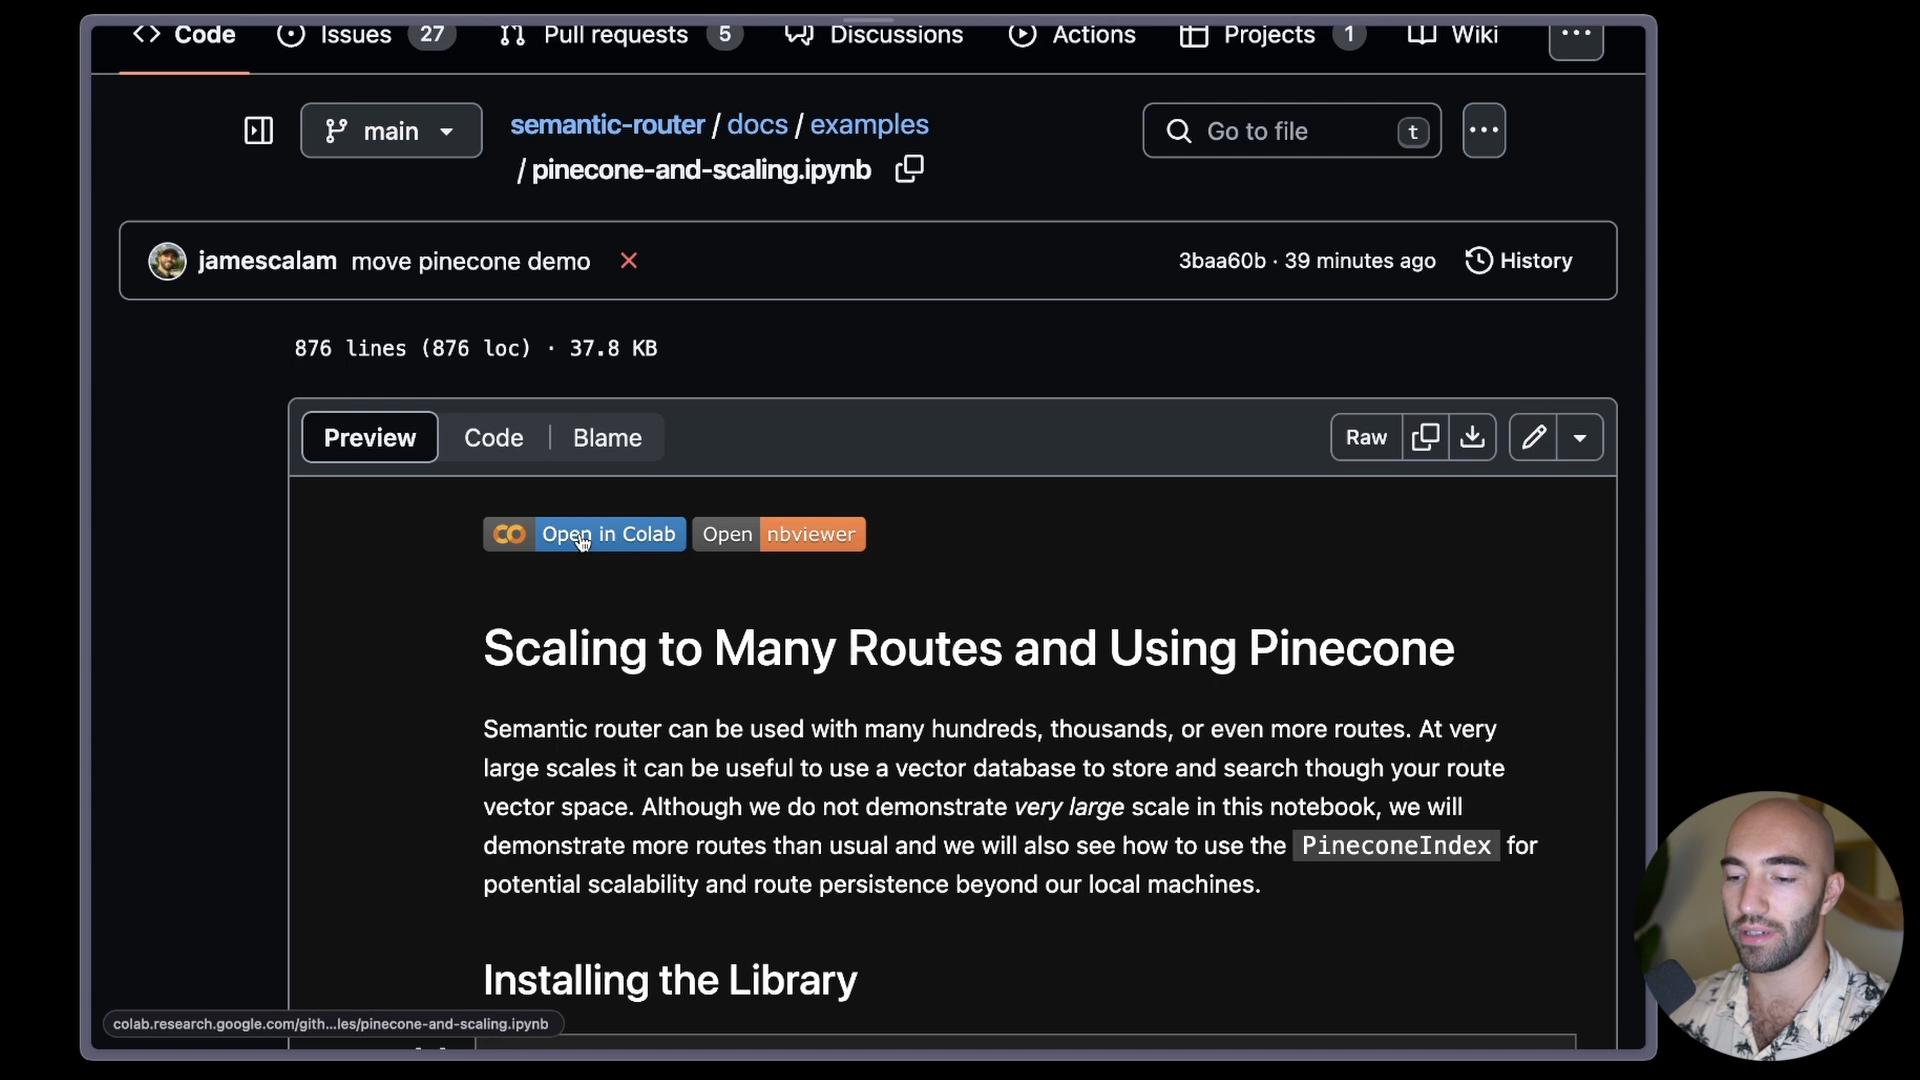 Code Issues 27 Pull requests 5 Discussions Actions Projects 1 Wiki ...
main semantic-router / docs / examples Go to file t ...
/ pinecone-and-scaling.ipynb
jamescalam move pinecone demo 3baa60b · 39 minutes ago History
876 lines (876 loc) · 37.8 KB
Preview Code Blame Raw
Open in Colab Open nbviewer
Scaling to Many Routes and Using Pinecone
Semantic router can be used with many hundreds, thousands, or even more routes. At very
large scales it can be useful to use a vector database to store and search though your route
vector space. Although we do not demonstrate very large scale in this notebook, we will
demonstrate more routes than usual and we will also see how to use the PineconeIndex for
potential scalability and route persistence beyond our local machines.
Installing the Library
colab.research.google.com/gith...les/pinecone-and-scaling.ipynb